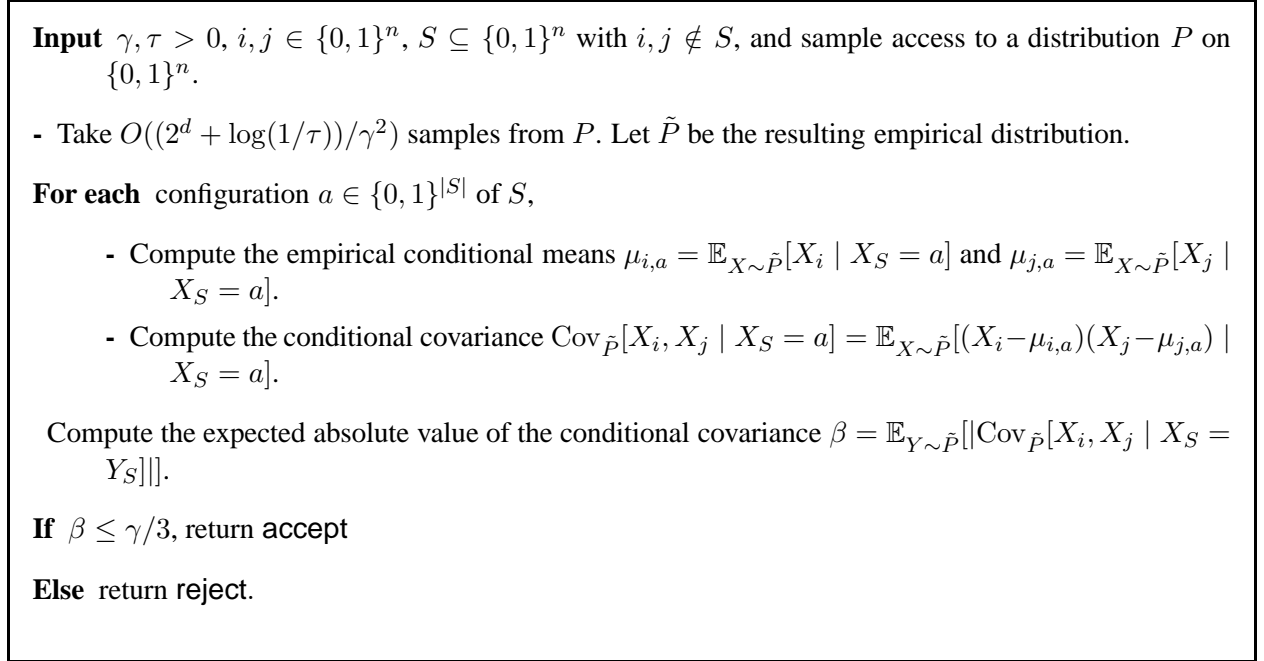 Input γ, τ > 0, i, j ∈ {0, 1}^n, S ⊆ {0, 1}^n with i, j ∉ S, and sample access to a distribution P on
{0, 1}^n.
- Take O((2^d + log(1/τ))/γ^2) samples from P. Let P̃ be the resulting empirical distribution.
For each configuration a ∈ {0, 1}^{|S|} of S,
- Compute the empirical conditional means μ_{i,a} = 𝔼_{X∼P̃}[X_i | X_S = a] and μ_{j,a} = 𝔼_{X∼P̃}[X_j |
X_S = a].
- Compute the conditional covariance Cov_{P̃}[X_i, X_j | X_S = a] = 𝔼_{X∼P̃}[(X_i−μ_{i,a})(X_j−μ_{j,a}) |
X_S = a].
Compute the expected absolute value of the conditional covariance β = 𝔼_{Y∼P̃}[|Cov_{P̃}[X_i, X_j | X_S =
Y_S]|].
If β ≤ γ/3, return accept
Else return reject.